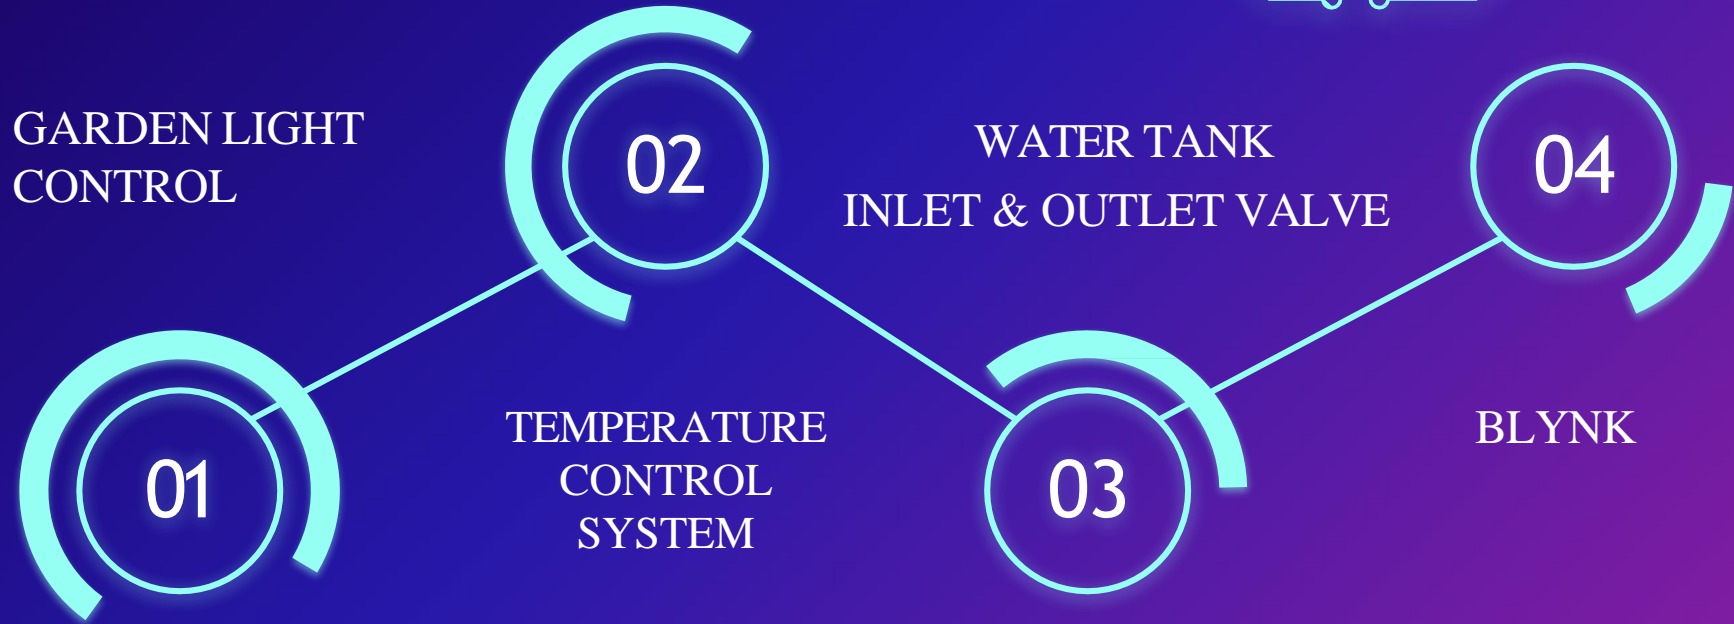 GARDEN LIGHT
CONTROL
01
02
TEMPERATURE
CONTROL
SYSTEM
WATER TANK
INLET & OUTLET VALVE
03
04
BLYNK